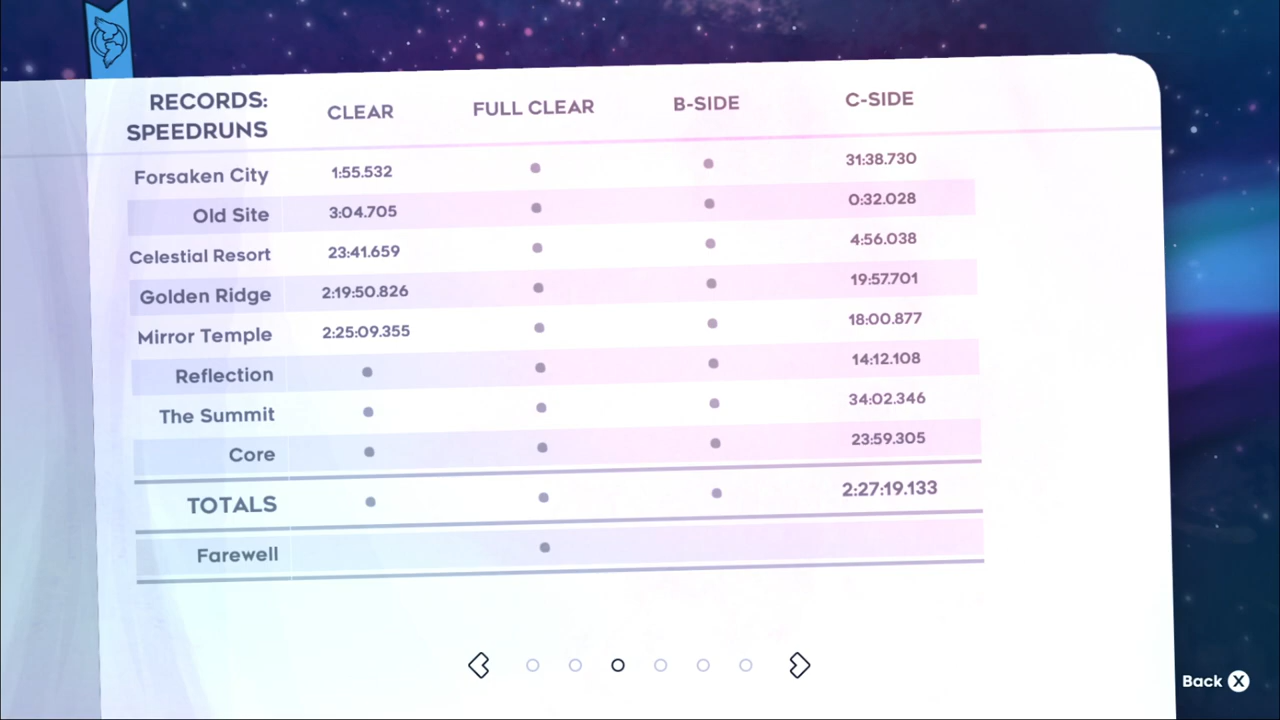 RECORDS:
SPEEDRUNS
CLEAR FULL CLEAR B-SIDE C-SIDE
Forsaken City 1:55.532 31:38.730
Old Site 3:04.705 0:32.028
Celestial Resort 23:41.659 4:56.038
Golden Ridge 2:19:50.826 19:57.701
Mirror Temple 2:25:09.355 18:00.877
Reflection 14:12.108
The Summit 34:02.346
Core 23:59.305
TOTALS 2:27:19.133
Farewell
Back X